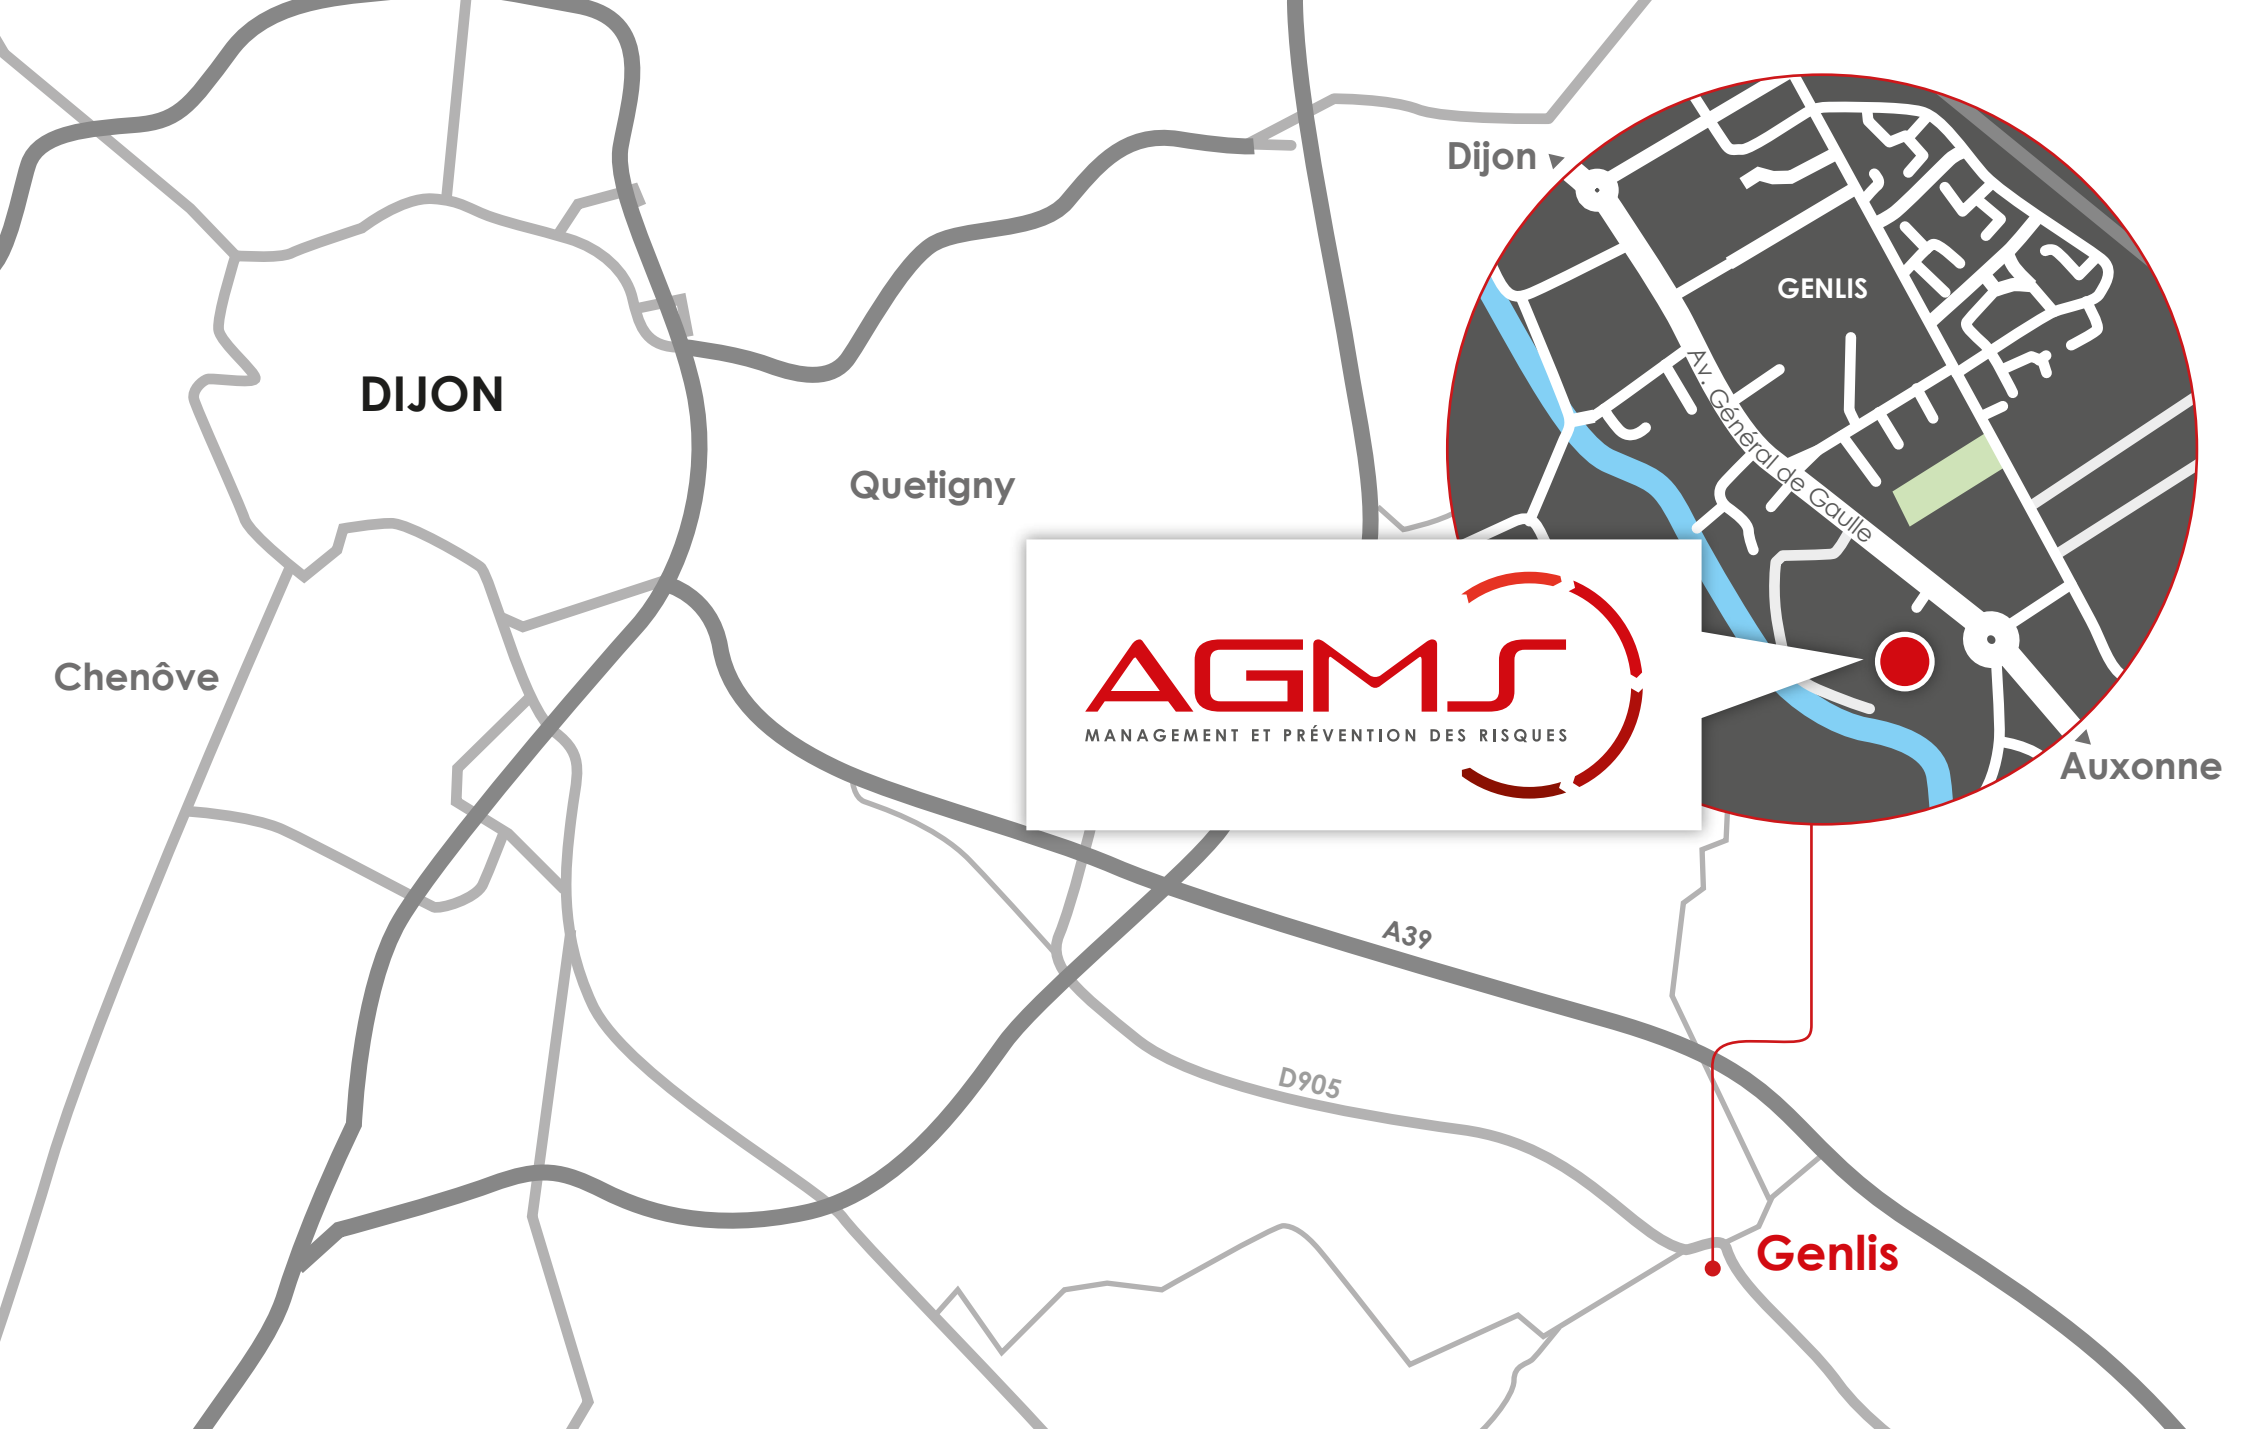 Dijon
GENLIS
DIJON
Av. Général de Gaulle
Quetigny
Chenôve
AGMS
MANAGEMENT ET PRÉVENTION DES RISQUES
Auxonne
A39
D905
Genlis